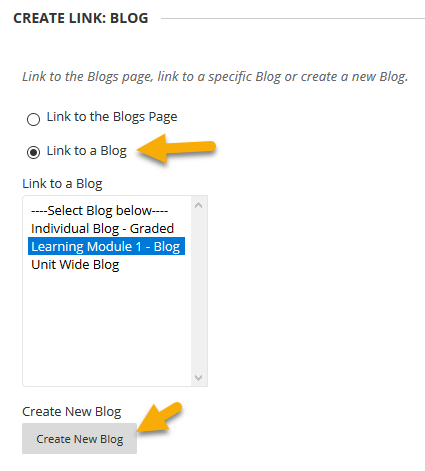 CREATE LINK: BLOG
Link to the Blogs page, link to a specific Blog or create a new Blog.
Link to the Blogs Page
Link to a Blog
Link to a Blog
----Select Blog below----
Individual Blog - Graded
Learning Module 1 - Blog
Unit Wide Blog
Create New Blog
Create New Blog